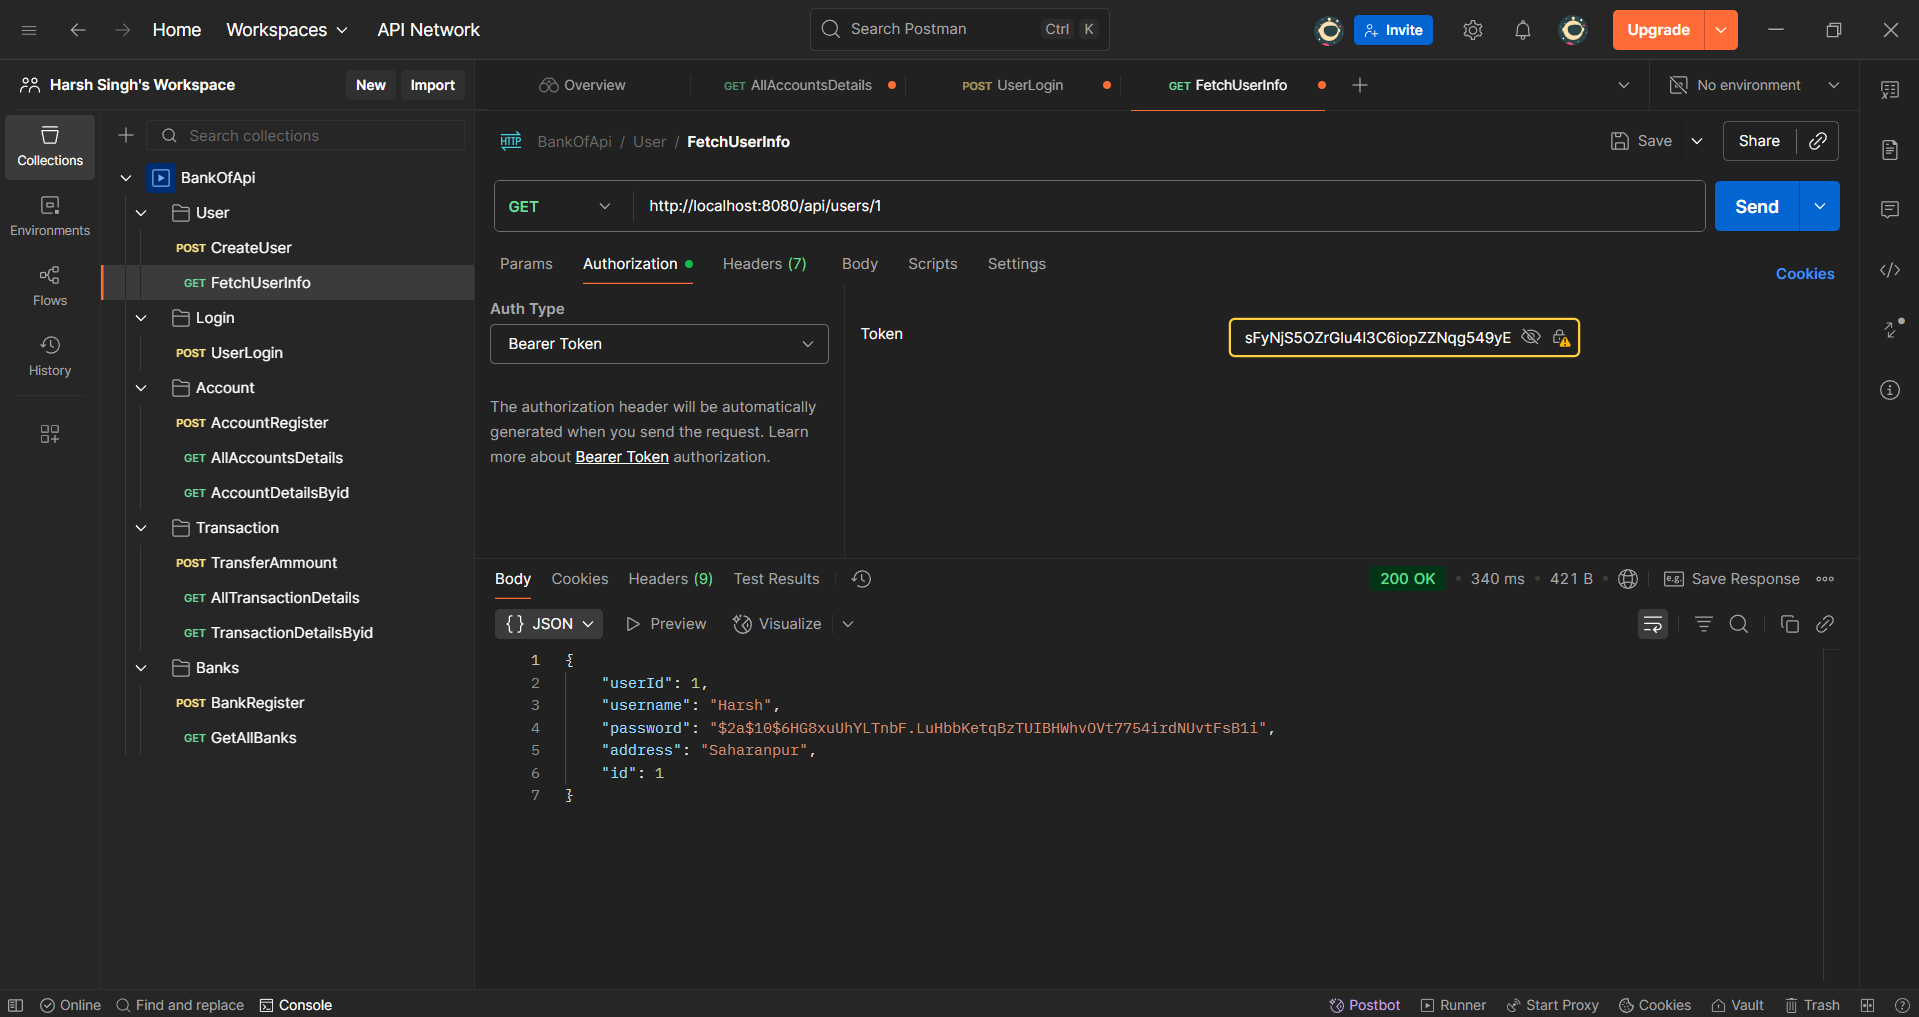 Home Workspaces API Network Search Postman Ctrl K Invite Upgrade
Harsh Singh's Workspace New Import
Overview GET AllAccountsDetails POST UserLogin GET FetchUserInfo No environment
Collections
Environments
Flows
History
Search collections
BankOfApi
User
POST CreateUser
GET FetchUserInfo
Login
POST UserLogin
Account
POST AccountRegister
GET AllAccountsDetails
GET AccountDetailsByid
Transaction
POST TransferAmmount
GET AllTransactionDetails
GET TransactionDetailsByid
Banks
POST BankRegister
GET GetAllBanks
HTTP BankOfApi / User / FetchUserInfo Save Share
GET http://localhost:8080/api/users/1 Send
Params Authorization Headers (7) Body Scripts Settings Cookies
Auth Type
Bearer Token
The authorization header will be automatically
generated when you send the request. Learn
more about Bearer Token authorization.
Token sFyNjS5OZrGIu4I3C6iopZZNqg549yE
Body Cookies Headers (9) Test Results 200 OK 340 ms 421 B e.g. Save Response
{} JSON Preview Visualize
1 {
2 "userId": 1,
3 "username": "Harsh",
4 "password": "$2a$10$6HG8xuUhYLTnbF.LuHbbKetqBzTUIBHWhvOVt7754irdNUvtFsB1i",
5 "address": "Saharanpur",
6 "id": 1
7 }
Online Find and replace Console Postbot Runner Start Proxy Cookies Vault Trash